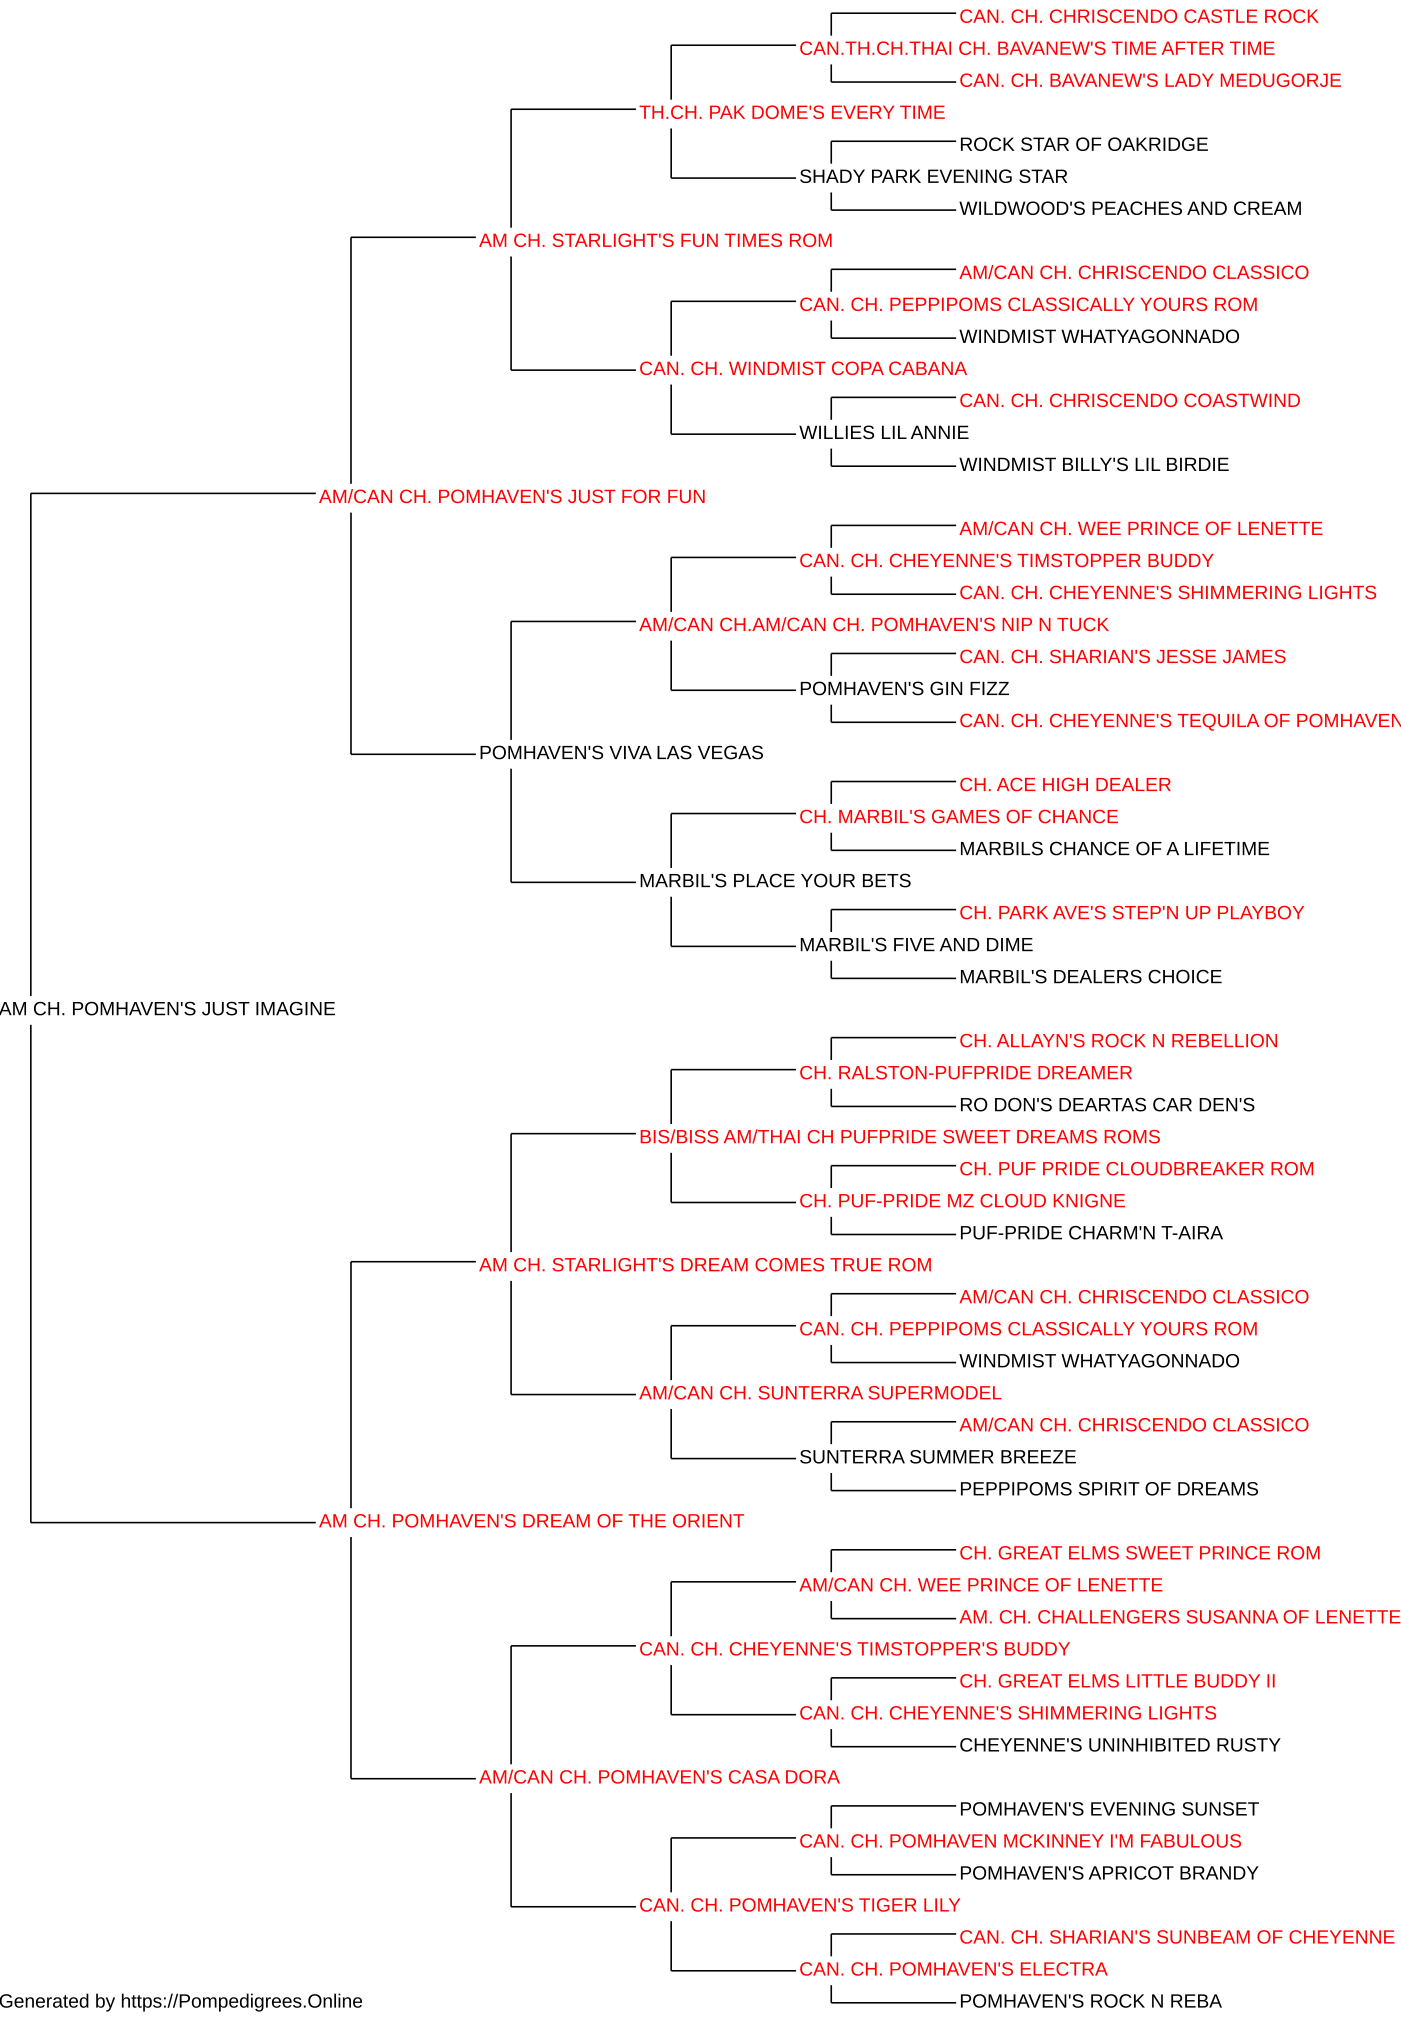 CAN. CH. CHRISCENDO CASTLE ROCK
CAN.TH.CH.THAI CH. BAVANEW'S TIME AFTER TIME
CAN. CH. BAVANEW'S LADY MEDUGORJE
TH.CH. PAK DOME'S EVERY TIME
ROCK STAR OF OAKRIDGE
SHADY PARK EVENING STAR
WILDWOOD'S PEACHES AND CREAM
AM CH. STARLIGHT'S FUN TIMES ROM
AM/CAN CH. CHRISCENDO CLASSICO
CAN. CH. PEPPIPOMS CLASSICALLY YOURS ROM
WINDMIST WHATYAGONNADO
CAN. CH. WINDMIST COPA CABANA
CAN. CH. CHRISCENDO COASTWIND
WILLIES LIL ANNIE
WINDMIST BILLY'S LIL BIRDIE
AM/CAN CH. POMHAVEN'S JUST FOR FUN
AM/CAN CH. WEE PRINCE OF LENETTE
CAN. CH. CHEYENNE'S TIMSTOPPER BUDDY
CAN. CH. CHEYENNE'S SHIMMERING LIGHTS
AM/CAN CH.AM/CAN CH. POMHAVEN'S NIP N TUCK
CAN. CH. SHARIAN'S JESSE JAMES
POMHAVEN'S GIN FIZZ
CAN. CH. CHEYENNE'S TEQUILA OF POMHAVEN
POMHAVEN'S VIVA LAS VEGAS
CH. ACE HIGH DEALER
CH. MARBIL'S GAMES OF CHANCE
MARBILS CHANCE OF A LIFETIME
MARBIL'S PLACE YOUR BETS
CH. PARK AVE'S STEP'N UP PLAYBOY
MARBIL'S FIVE AND DIME
MARBIL'S DEALERS CHOICE
AM CH. POMHAVEN'S JUST IMAGINE
CH. ALLAYN'S ROCK N REBELLION
CH. RALSTON-PUFPRIDE DREAMER
RO DON'S DEARTAS CAR DEN'S
BIS/BISS AM/THAI CH PUFPRIDE SWEET DREAMS ROMS
CH. PUF PRIDE CLOUDBREAKER ROM
CH. PUF-PRIDE MZ CLOUD KNIGNE
PUF-PRIDE CHARM'N T-AIRA
AM CH. STARLIGHT'S DREAM COMES TRUE ROM
AM/CAN CH. CHRISCENDO CLASSICO
CAN. CH. PEPPIPOMS CLASSICALLY YOURS ROM
WINDMIST WHATYAGONNADO
AM/CAN CH. SUNTERRA SUPERMODEL
AM/CAN CH. CHRISCENDO CLASSICO
SUNTERRA SUMMER BREEZE
PEPPIPOMS SPIRIT OF DREAMS
AM CH. POMHAVEN'S DREAM OF THE ORIENT
CH. GREAT ELMS SWEET PRINCE ROM
AM/CAN CH. WEE PRINCE OF LENETTE
AM. CH. CHALLENGERS SUSANNA OF LENETTE
CAN. CH. CHEYENNE'S TIMSTOPPER'S BUDDY
CH. GREAT ELMS LITTLE BUDDY II
CAN. CH. CHEYENNE'S SHIMMERING LIGHTS
CHEYENNE'S UNINHIBITED RUSTY
AM/CAN CH. POMHAVEN'S CASA DORA
POMHAVEN'S EVENING SUNSET
CAN. CH. POMHAVEN MCKINNEY I'M FABULOUS
POMHAVEN'S APRICOT BRANDY
CAN. CH. POMHAVEN'S TIGER LILY
CAN. CH. SHARIAN'S SUNBEAM OF CHEYENNE
CAN. CH. POMHAVEN'S ELECTRA
POMHAVEN'S ROCK N REBA
Generated by https://Pompedigrees.Online